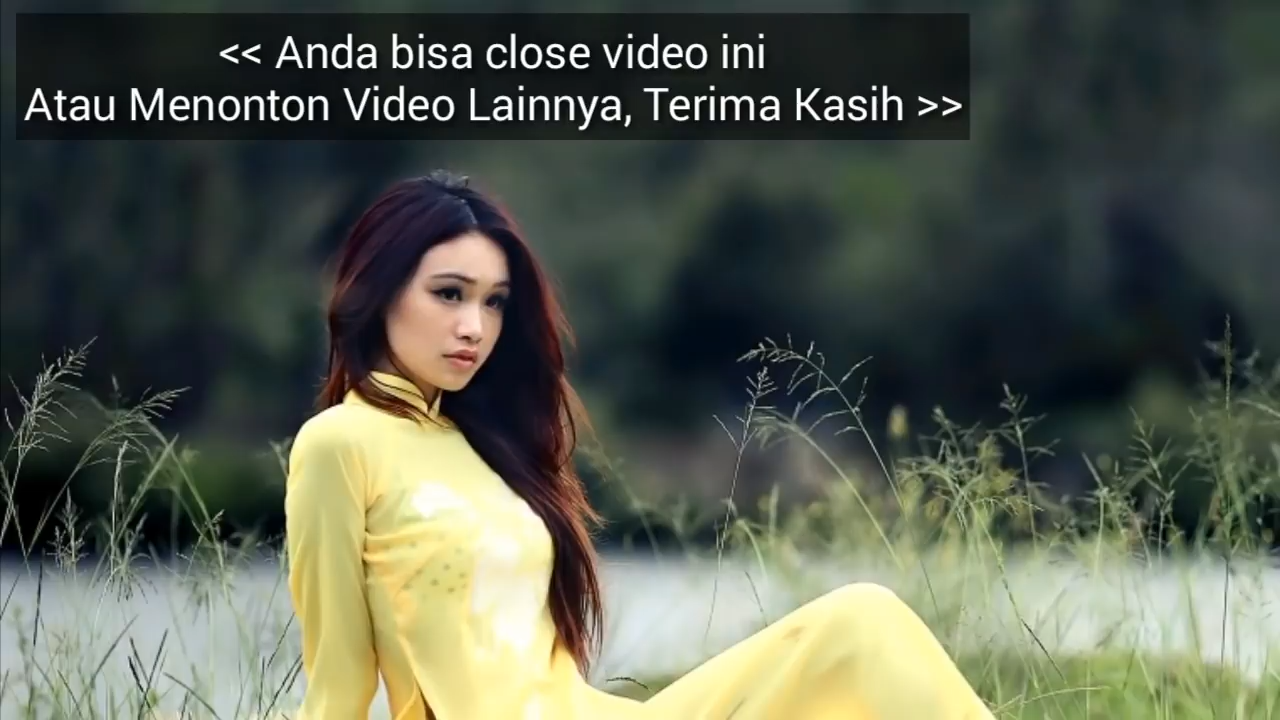 << Anda bisa close video ini
Atau Menonton Video Lainnya, Terima Kasih >>